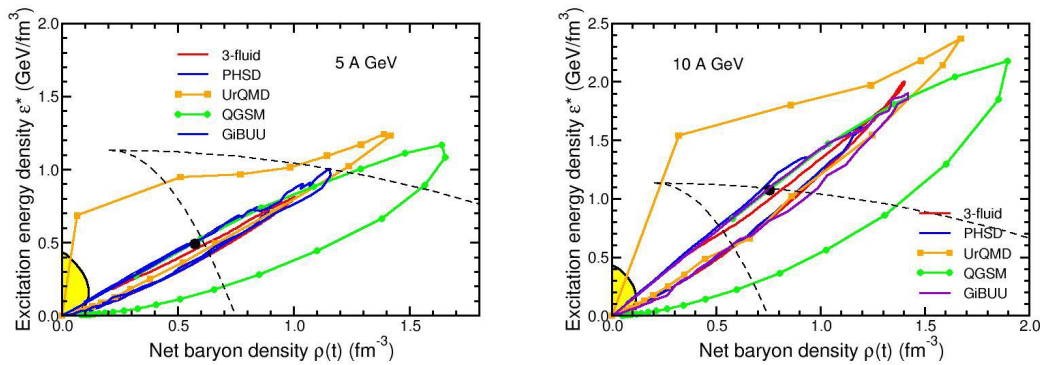 Excitation energy density ε* (GeV/fm³)
1.5
1.0
0.5
0.0
0.0
0.5
1.0
1.5
Net baryon density ρ(t) (fm⁻³)
5 A GeV
3-fluid
PHSD
UrQMD
QGSM
GiBUU
Excitation energy density ε* (GeV/fm³)
2.5
2.0
1.5
1.0
0.5
0.0
0.0
0.5
1.0
1.5
2.0
Net baryon density ρ(t) (fm⁻³)
10 A GeV
3-fluid
PHSD
UrQMD
QGSM
GiBUU